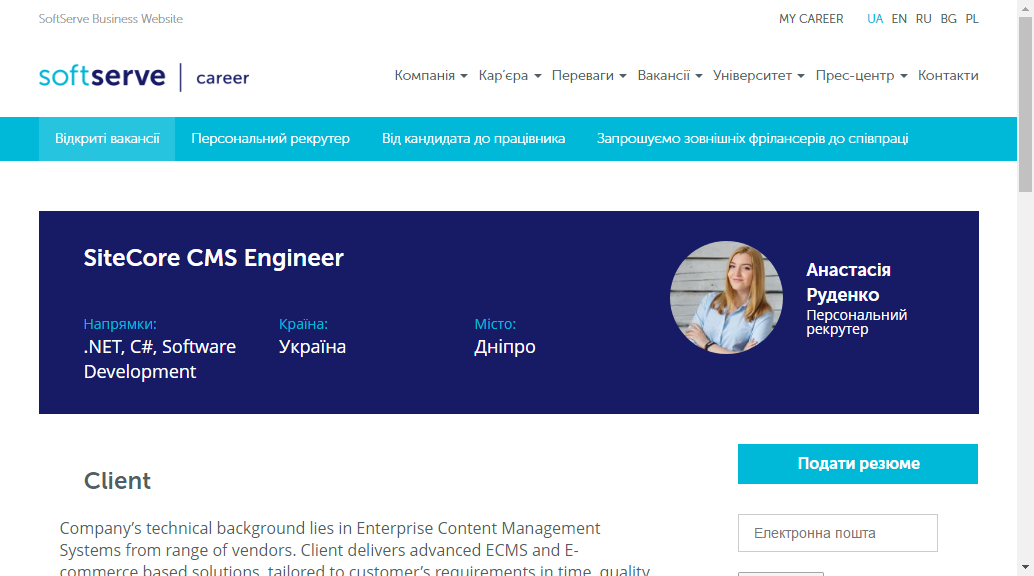 SoftServe Business Website
MY CAREER UA EN RU BG PL
softserve | career
Компанія Кар'єра Переваги Вакансії Університет Прес-центр Контакти
Відкриті вакансії Персональний рекрутер Від кандидата до працівника Запрошуємо зовнішніх фрілансерів до співпраці
SiteCore CMS Engineer
Напрямки:
.NET, C#, Software
Development
Країна:
Україна
Місто:
Дніпро
Анастасія
Руденко
Персональний
рекрутер
Client
Company’s technical background lies in Enterprise Content Management
Systems from range of vendors. Client delivers advanced ECMS and E-
commerce based solutions, tailored to customer’s requirements in time, quality
Подати резюме
Електронна пошта